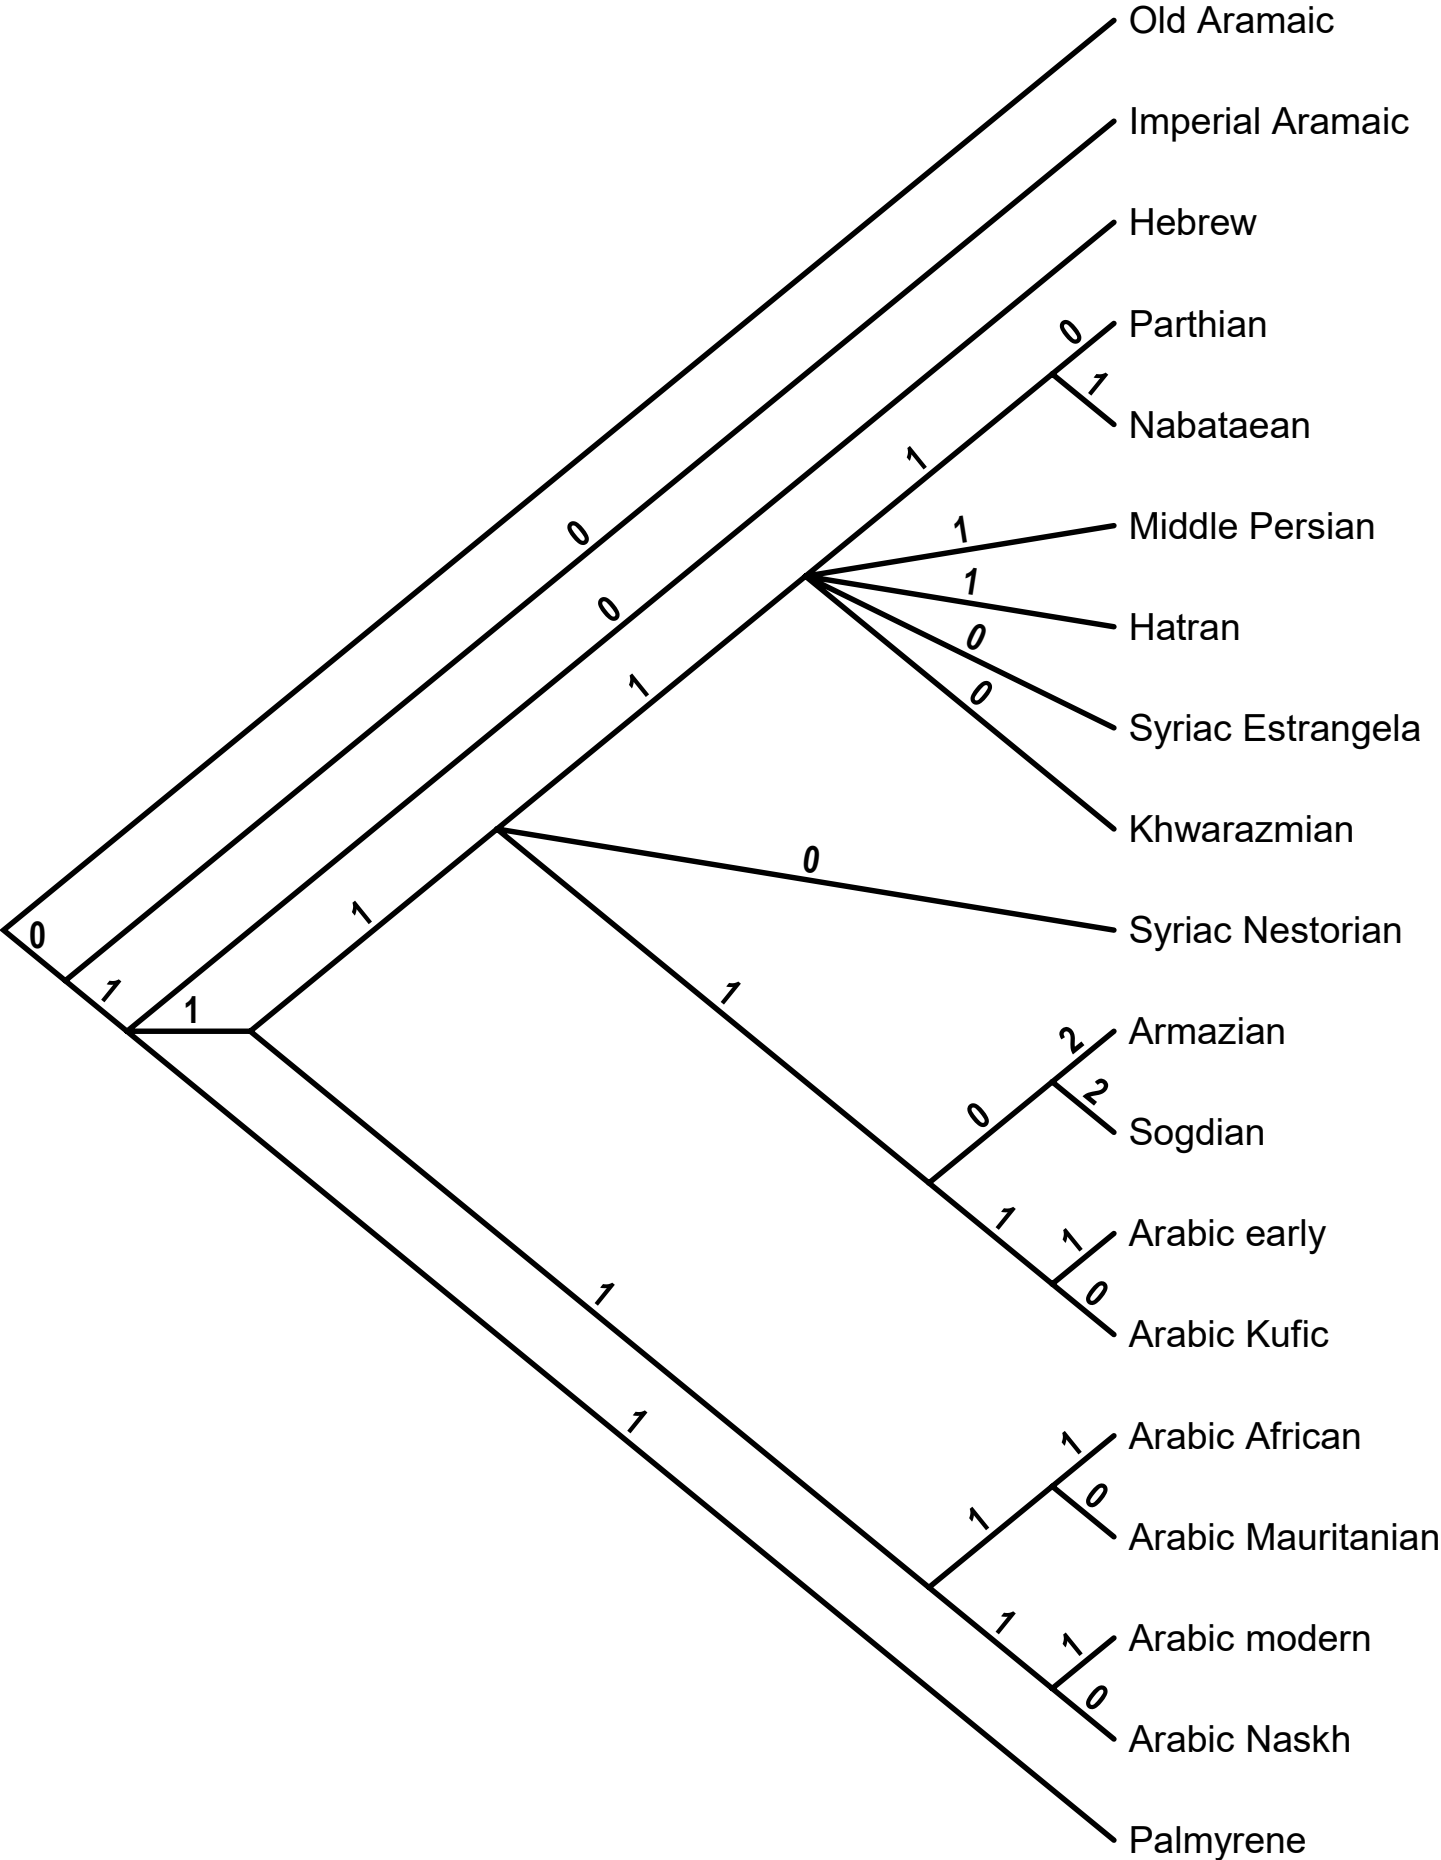 Old Aramaic
Imperial Aramaic
Hebrew
0 Parthian
1 Nabataean
1
1 Middle Persian
0
1 Hatran
0
0 Syriac Estrangela
1
0 Khwarazmian
0
1
0 Syriac Nestorian
1
1
1
2 Armazian
2 Sogdian
0
1
1 Arabic early
0 Arabic Kufic
1
1
1 Arabic African
0 Arabic Mauritanian
1
1
1 Arabic modern
0 Arabic Naskh
Palmyrene